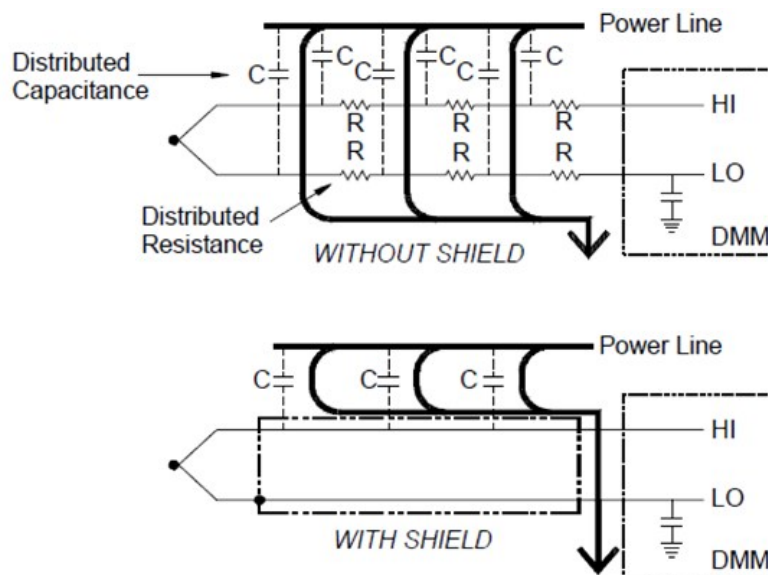 Power Line
Distributed
Capacitance
C C C C C C
HI
R R R
R R R
LO
Distributed
Resistance
WITHOUT SHIELD
DMM
Power Line
C C C
HI
LO
WITH SHIELD
DMM